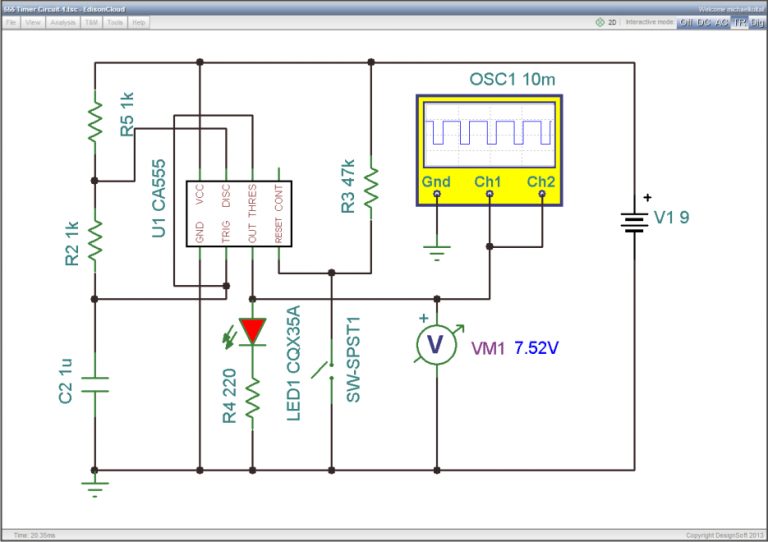 555 Timer Circuit-1.tsc - EdisonCloud
Welcome michaelkoltai
File View Analysis T&M Tools Help
2D Interactive mode Off DC AC TR Dig
OSC1 10m
Gnd Ch1 Ch2
R5 1k
U1 CA555
VCC DISC THRES CONT
GND TRIG OUT RESET
R3 47k
R2 1k
+
V1 9
C2 1u
R4 220
LED1 CQX35A
SW-SPST1
+
V
VM1 7.52V
Time: 20.35ms
Copyright DesignSoft 2013